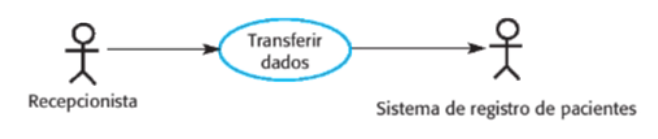 Transferir
dados
Recepcionista
Sistema de registro de pacientes